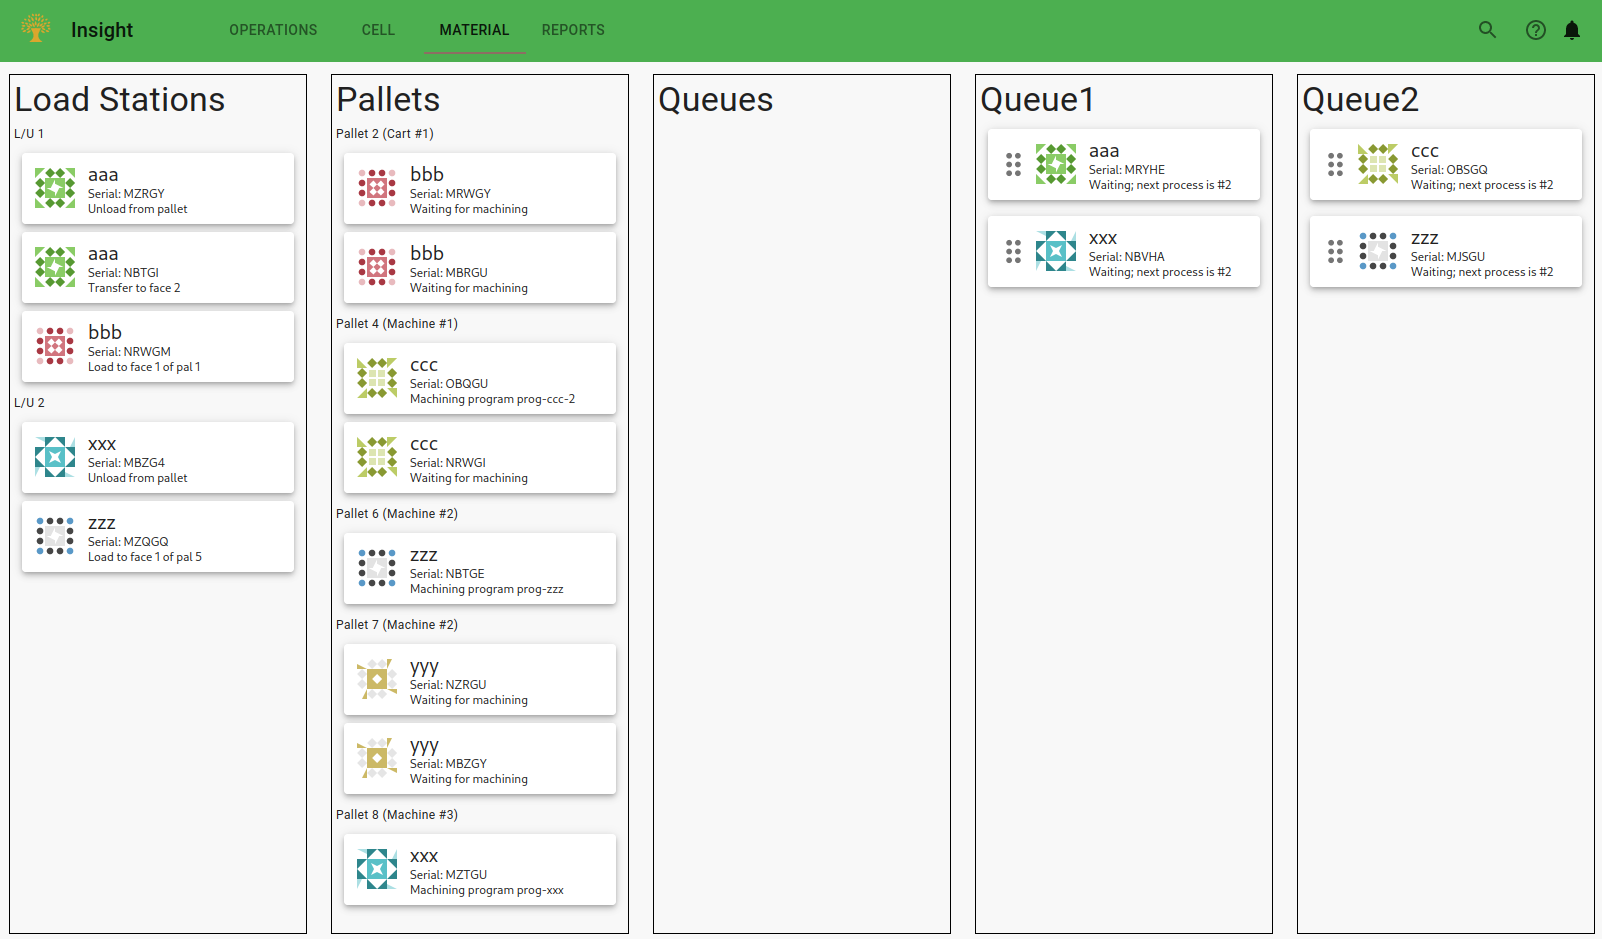 Insight
OPERATIONS
CELL
MATERIAL
REPORTS
Load Stations
L/U 1
aaa
Serial: MZRGY
Unload from pallet
aaa
Serial: NBTGI
Transfer to face 2
bbb
Serial: NRWGM
Load to face 1 of pal 1
L/U 2
xxx
Serial: MBZG4
Unload from pallet
zzz
Serial: MZQGQ
Load to face 1 of pal 5
Pallets
Pallet 2 (Cart #1)
bbb
Serial: MRWGY
Waiting for machining
bbb
Serial: MBRGU
Waiting for machining
Pallet 4 (Machine #1)
ccc
Serial: OBQGU
Machining program prog-ccc-2
ccc
Serial: NRWGI
Waiting for machining
Pallet 6 (Machine #2)
zzz
Serial: NBTGE
Machining program prog-zzz
Pallet 7 (Machine #2)
yyy
Serial: NZRGU
Waiting for machining
yyy
Serial: MBZGY
Waiting for machining
Pallet 8 (Machine #3)
xxx
Serial: MZTGU
Machining program prog-xxx
Queues
Queue1
aaa
Serial: MRYHE
Waiting; next process is #2
xxx
Serial: NBVHA
Waiting; next process is #2
Queue2
ccc
Serial: OBSGQ
Waiting; next process is #2
zzz
Serial: MJSGU
Waiting; next process is #2